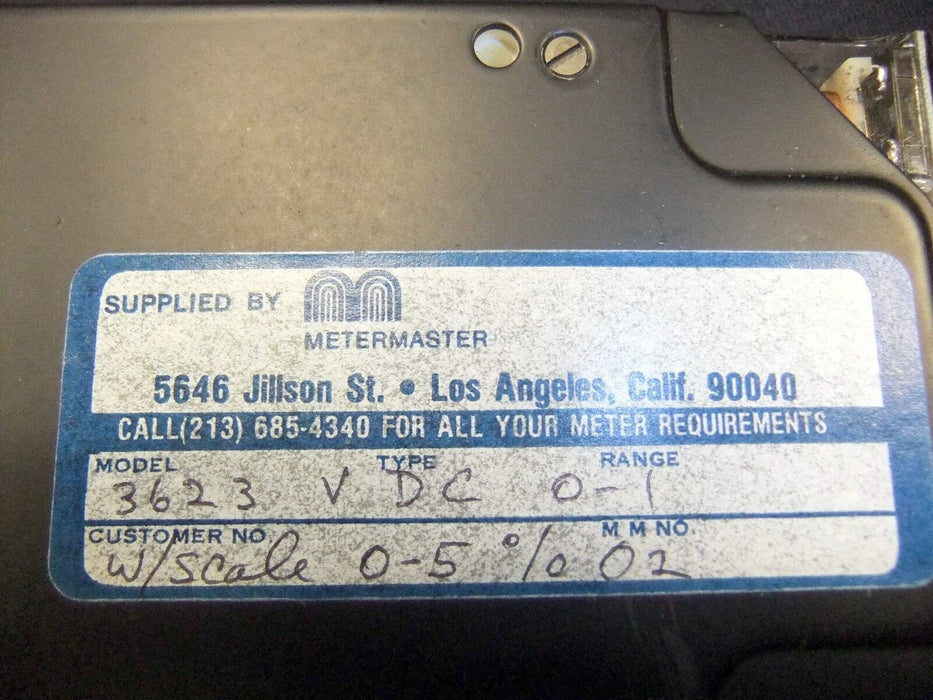 SUPPLIED BY
METERMASTER
5646 Jillson St. • Los Angeles, Calif. 90040
CALL(213) 685-4340 FOR ALL YOUR METER REQUIREMENTS
MODEL TYPE RANGE
3623 V DC 0-1
CUSTOMER NO. M M NO.
W/Scale 0-5 % O2